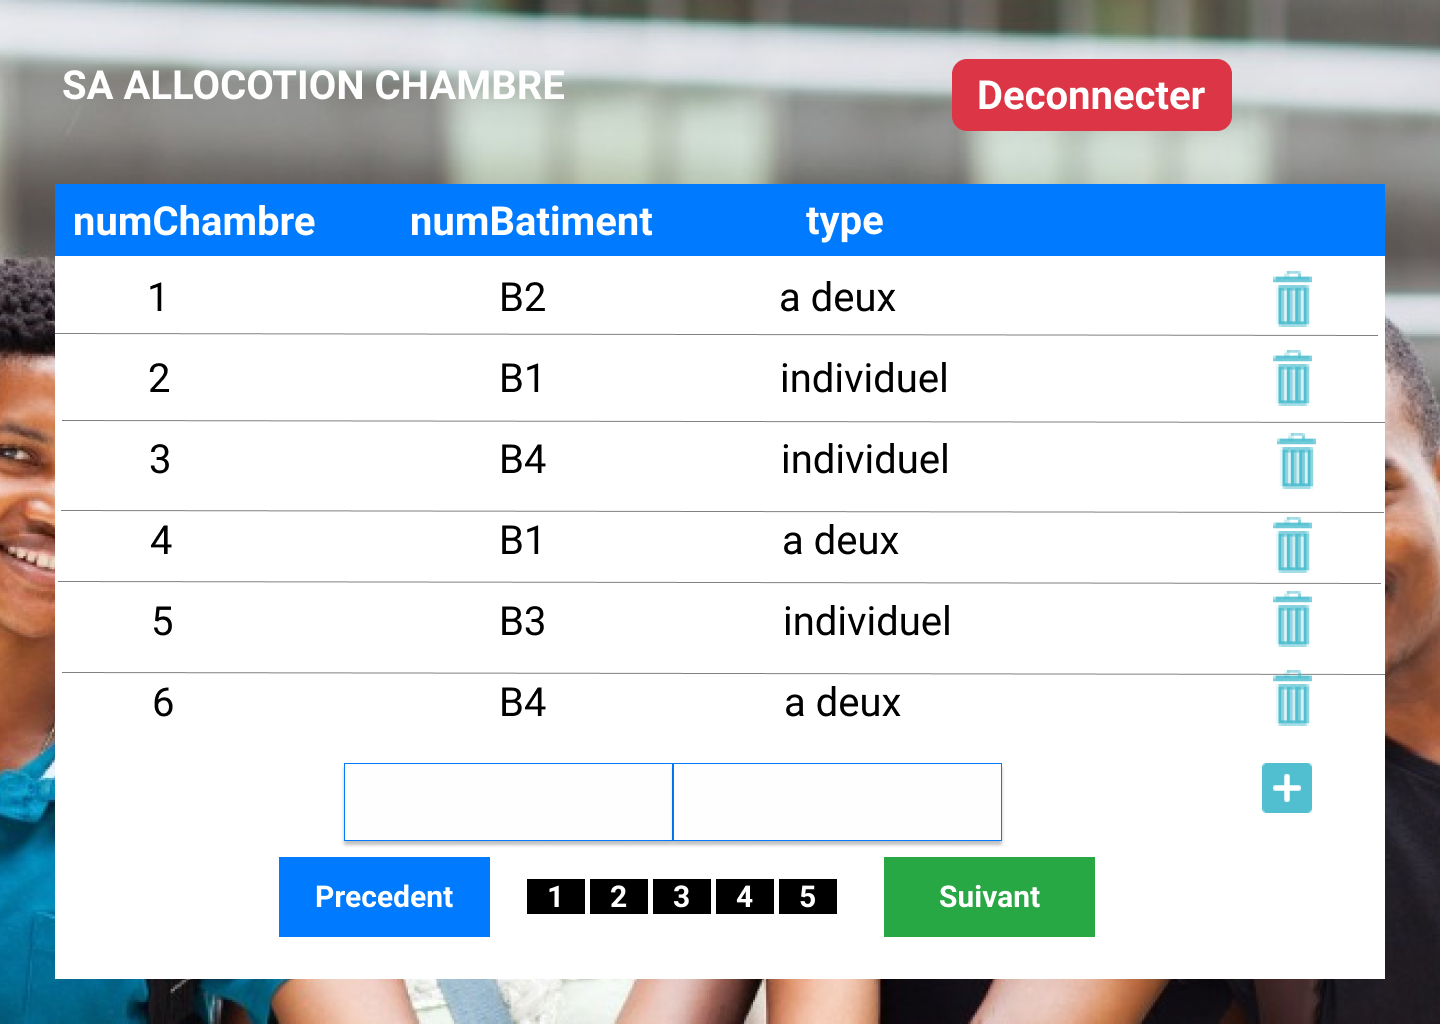 SA ALLOCOTION CHAMBRE
Deconnecter
numChambre numBatiment type
1 B2 a deux
2 B1 individuel
3 B4 individuel
4 B1 a deux
5 B3 individuel
6 B4 a deux
Precedent 1 2 3 4 5 Suivant